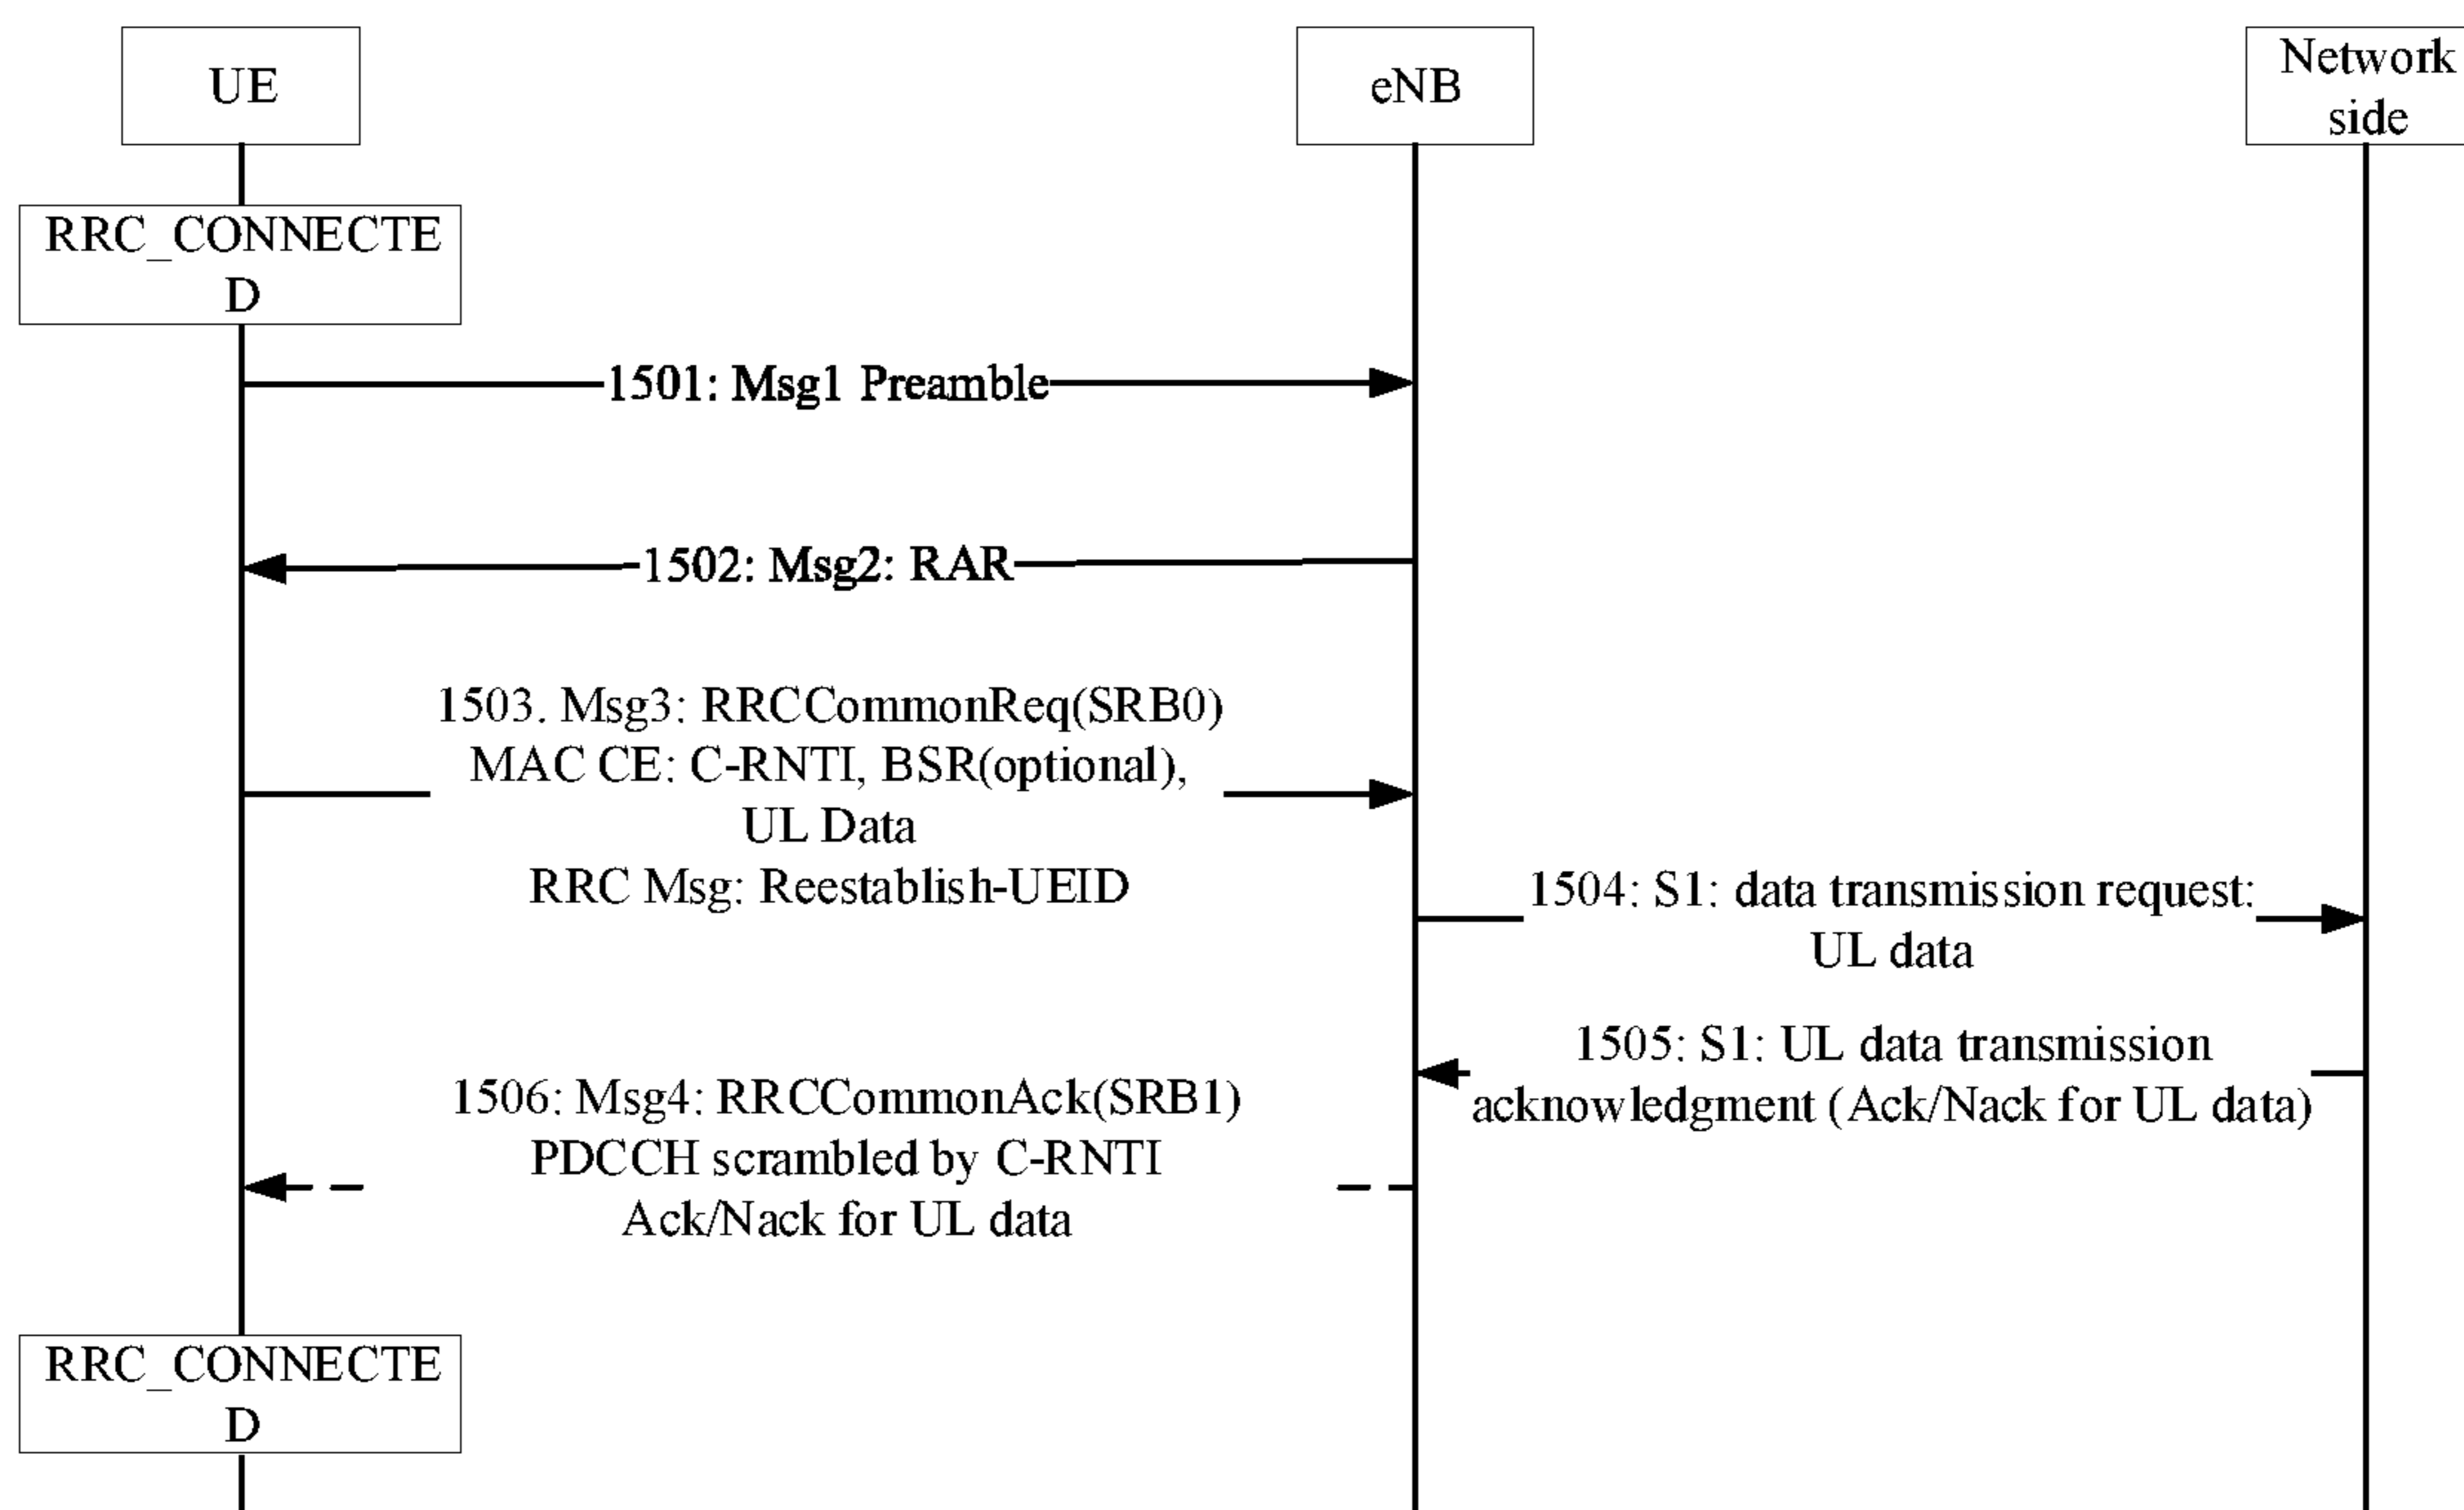 UE
eNB
Network
side
RRC_CONNECTE
D
1501: Msg1 Preamble
1502: Msg2: RAR
1503. Msg3: RRCCommonReq(SRB0)
MAC CE: C-RNTI, BSR(optional),
UL Data
RRC Msg: Reestablish-UEID
1504: S1: data transmission request:
UL data
1505: S1: UL data transmission
acknowledgment (Ack/Nack for UL data)
1506: Msg4: RRCCommonAck(SRB1)
PDCCH scrambled by C-RNTI
Ack/Nack for UL data
RRC_CONNECTE
D